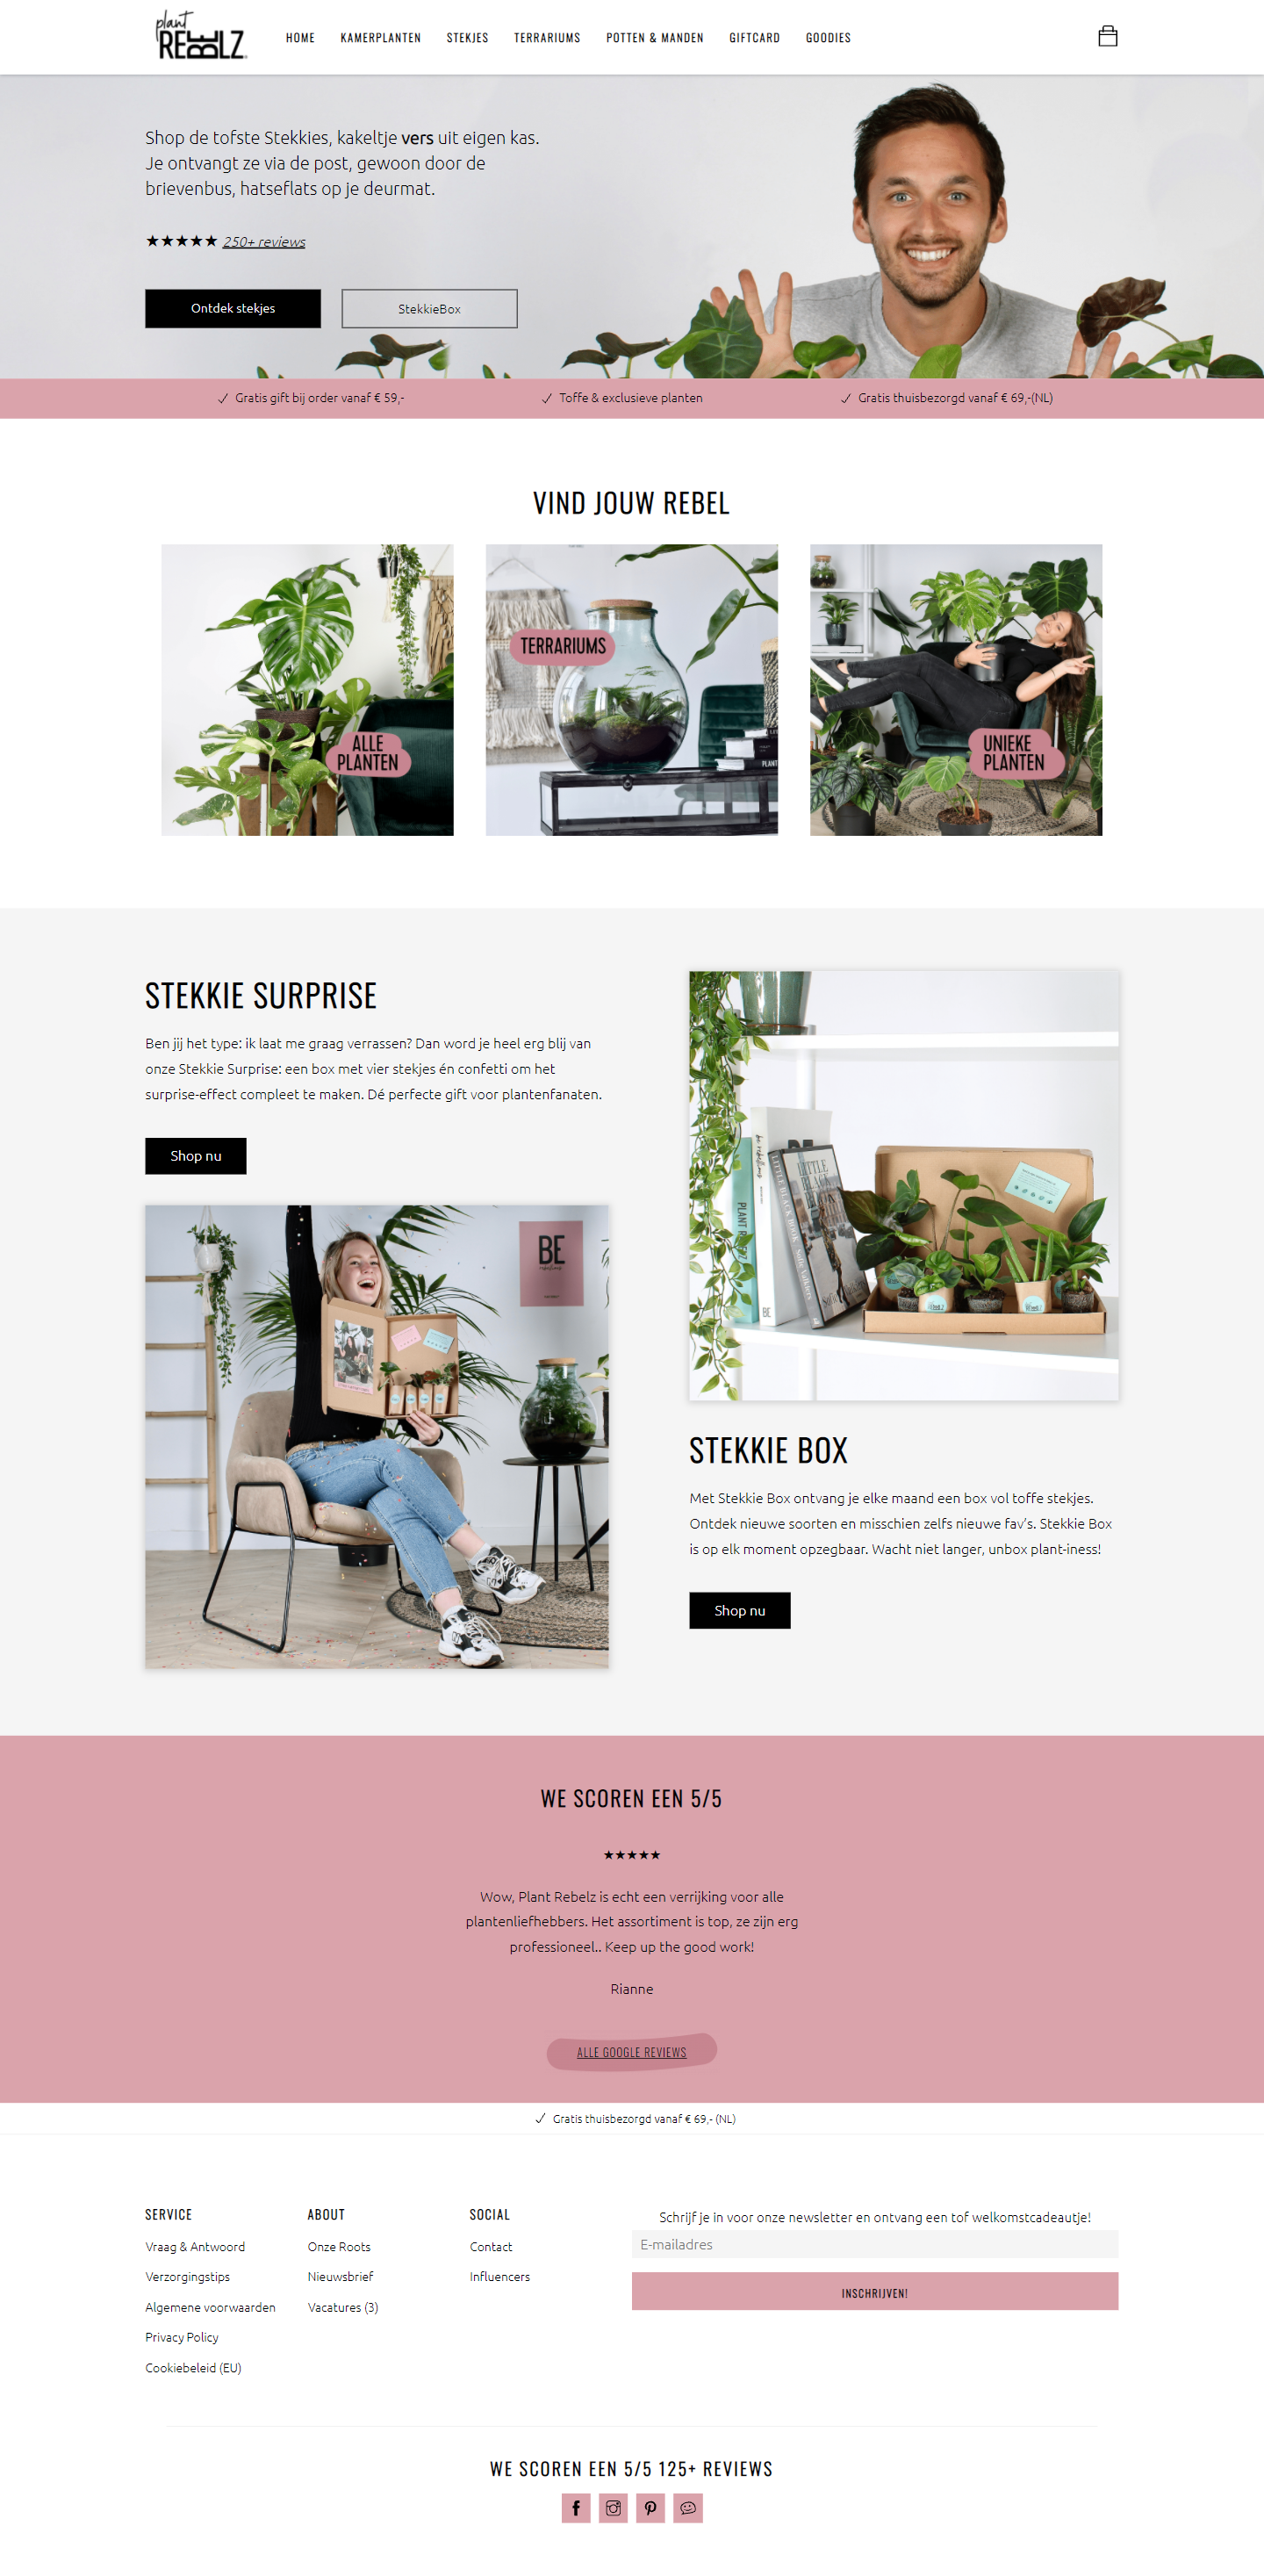 plant
REBELZ
HOME
KAMERPLANTEN
STEKJES
TERRARIUMS
POTTEN & MANDEN
GIFTCARD
GOODIES
Shop de tofste Stekkies, kakeltje vers uit eigen kas.
Je ontvangt ze via de post, gewoon door de
brievenbus, hatseflats op je deurmat.
★★★★★ 250+ reviews
Ontdek stekjes
StekkieBox
✓ Gratis gift bij order vanaf € 59,-
✓ Toffe & exclusieve planten
✓ Gratis thuisbezorgd vanaf € 69,-(NL)
VIND JOUW REBEL
ALLE
PLANTEN
TERRARIUMS
PLANT
UNIEKE
PLANTEN
STEKKIE SURPRISE
Ben jij het type: ik laat me graag verrassen? Dan word je heel erg blij van
onze Stekkie Surprise: een box met vier stekjes én confetti om het
surprise-effect compleet te maken. Dé perfecte gift voor plantenfanaten.
Shop nu
BE
PLANT
be rebellious
BE
LITTLE BLACK BOOK
LITTLE
BLACK
STEKKIE BOX
Met Stekkie Box ontvang je elke maand een box vol toffe stekjes.
Ontdek nieuwe soorten en misschien zelfs nieuwe fav's. Stekkie Box
is op elk moment opzegbaar. Wacht niet langer, unbox plant-iness!
Shop nu
WE SCOREN EEN 5/5
★★★★★
Wow, Plant Rebelz is echt een verrijking voor alle
plantenliefhebbers. Het assortiment is top, ze zijn erg
professioneel.. Keep up the good work!
Rianne
ALLE GOOGLE REVIEWS
✓ Gratis thuisbezorgd vanaf € 69,- (NL)
SERVICE
Vraag & Antwoord
Verzorgingstips
Algemene voorwaarden
Privacy Policy
Cookiebeleid (EU)
ABOUT
Onze Roots
Nieuwsbrief
Vacatures (3)
SOCIAL
Contact
Influencers
Schrijf je in voor onze newsletter en ontvang een tof welkomstcadeautje!
E-mailadres
INSCHRIJVEN!
WE SCOREN EEN 5/5 125+ REVIEWS